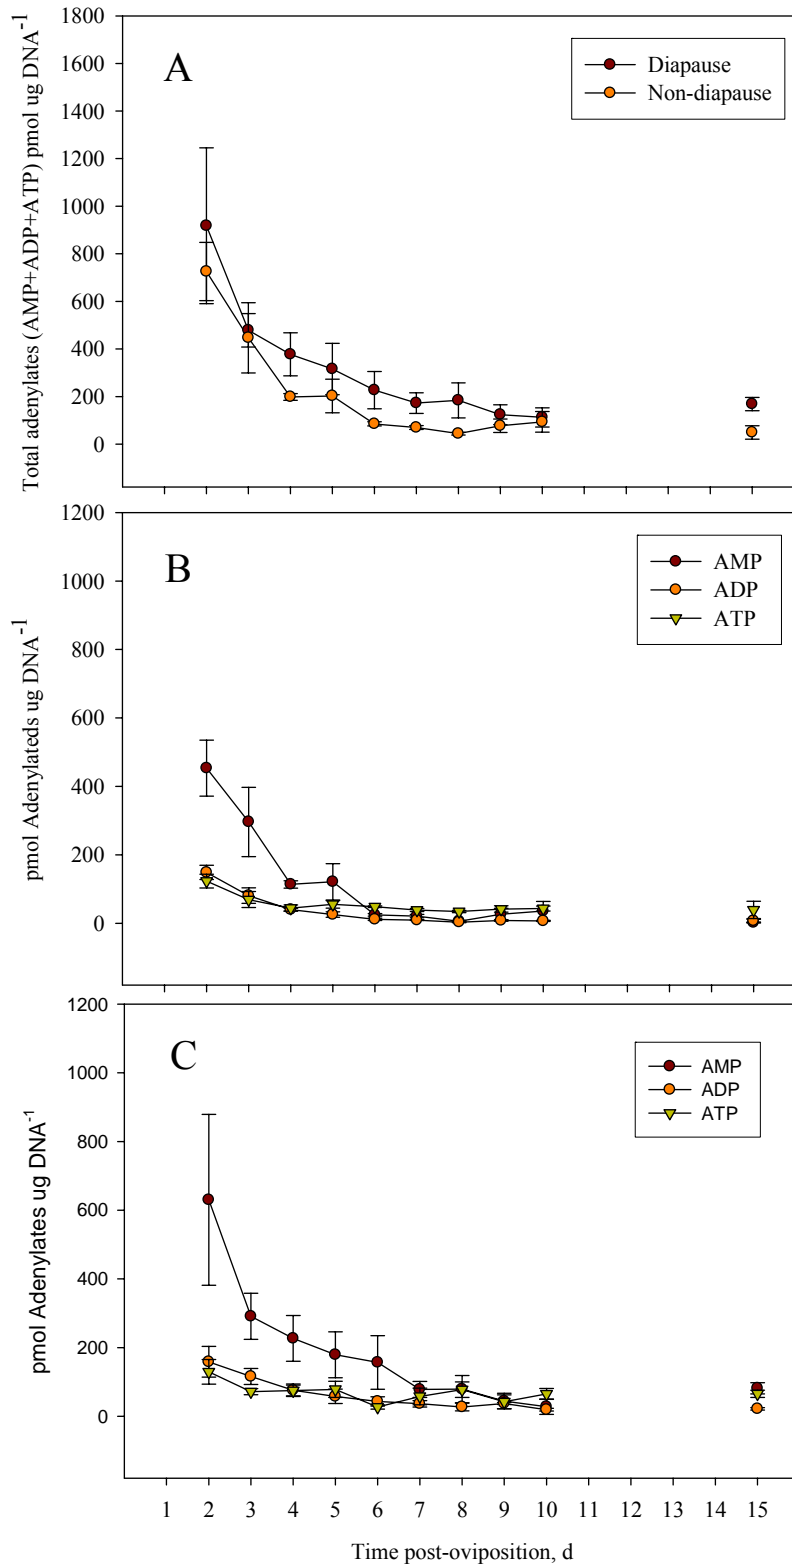 Total adenylates (AMP+ADP+ATP) pmol ug DNA-1
1800
1600
1400
1200
1000
800
600
400
200
0
A
Diapause
Non-diapause
pmol Adenylateds ug DNA-1
1200
1000
800
600
400
200
0
B
AMP
ADP
ATP
pmol Adenylates ug DNA-1
1200
1000
800
600
400
200
0
C
AMP
ADP
ATP
1 2 3 4 5 6 7 8 9 10 11 12 13 14 15
Time post-oviposition, d